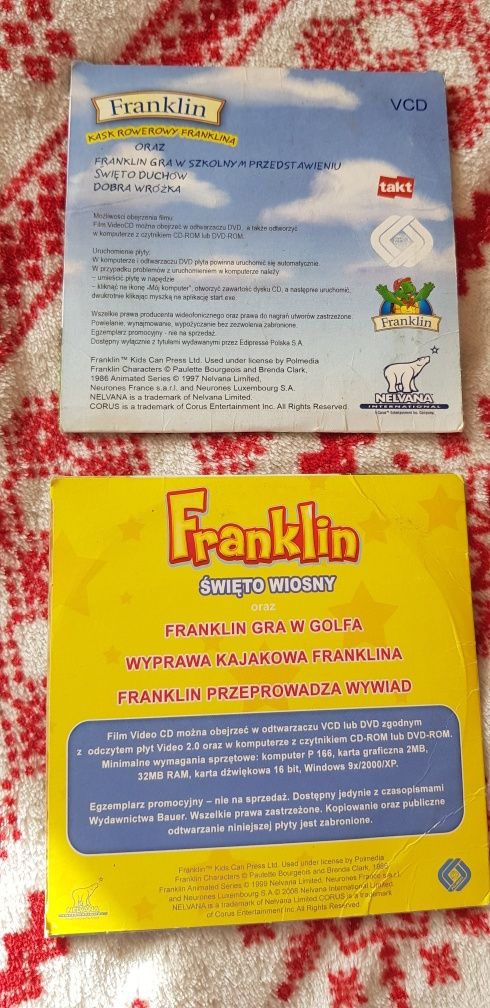 Franklin
VCD
KASK ROWEROWY FRANKLINA
ORAZ
FRANKLIN GRA W SZKOLNYM PRZEDSTAWIENIU
ŚWIĘTO DUCHÓW
DOBRA WRÓŻKA
takt
Możliwości obejrzenia filmu:
Film VideoCD można obejrzeć w odtwarzaczu DVD, a także odtworzyć
w komputerze z czytnikiem CD-ROM lub DVD-ROM.
Uruchomienie płyty:
W komputerze i odtwarzaczu DVD płyta powinna uruchomić się automatycznie.
W przypadku problemów z uruchomieniem w komputerze należy
– umieścić płytę w napędzie
– kliknąć na ikonę «Mój komputer», otworzyć zawartość dysku CD, a następnie uruchomić,
dwukrotnie klikając myszką na aplikację start.exe
Wszelkie prawa producenta wideofonicznego oraz prawa do nagrań utworów zastrzeżone.
Powielanie, wynajmowanie, wypożyczanie bez zezwolenia zabronione.
Egzemplarz promocyjny - nie na sprzedaż.
Dostępny wyłącznie z tytułami wydawanymi przez Edipresse Polska S.A.
Franklin
Franklin™ Kids Can Press Ltd. Used under license by Polmedia
Franklin Characters © Paulette Bourgeois and Brenda Clark,
1986 Animated Series © 1997 Nelvana Limited,
Neurones France s.a.r.l. and Neurones Luxembourg S.A.
NELVANA is a trademark of Nelvana Limited.
CORUS is a trademark of Corus Entertainment Inc. All Rights Reserved.
NELVANA
INTERNATIONAL
A Corus™ Entertainment Inc. Company
Franklin
ŚWIĘTO WIOSNY
oraz
FRANKLIN GRA W GOLFA
WYPRAWA KAJAKOWA FRANKLINA
FRANKLIN PRZEPROWADZA WYWIAD
Film Video CD można obejrzeć w odtwarzaczu VCD lub DVD zgodnym
z odczytem płyt Video 2.0 oraz w komputerze z czytnikiem CD-ROM lub DVD-ROM.
Minimalne wymagania sprzętowe: komputer P 166, karta graficzna 2MB,
32MB RAM, karta dźwiękowa 16 bit, Windows 9x/2000/XP.
Egzemplarz promocyjny – nie na sprzedaż. Dostępny jedynie z czasopismami
Wydawnictwa Bauer. Wszelkie prawa zastrzeżone. Kopiowanie oraz publiczne
odtwarzanie niniejszej płyty jest zabronione.
Franklin™ Kids Can Press Ltd. Used under license by Polmedia
Franklin Characters © Paulette Bourgeois and Brenda Clark, 1986
Franklin Animated Series © 1999 Nelvana Limited, Neurones France s.a.r.l.
and Neurones Luxembourg S.A. © 2008 Nelvana International Limited.
NELVANA is a trademark of Nelvana Limited CORUS is a trademark
of Corus Entertainment Inc All Rights Reserved.
NELVANA